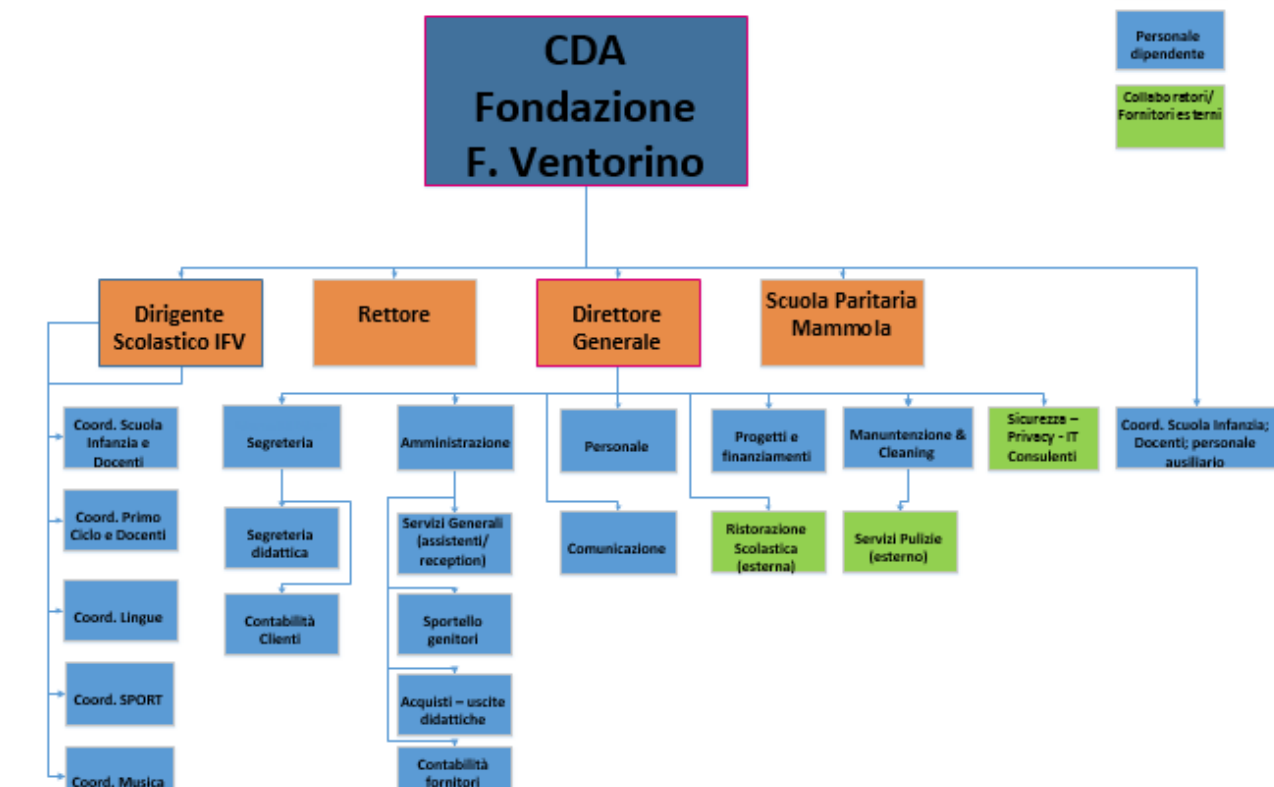 CDA
Fondazione
F. Ventorino
Personale
dipendente
Collaboratori/
Fornitori esterni
Dirigente
Scolastico IFV
Rettore
Direttore
Generale
Scuola Paritaria
Mammola
Coord. Scuola
Infanzia e
Docenti
Segreteria
Amministrazione
Personale
Progetti e
finanziamenti
Manuntenzione &
Cleaning
Sicurezza –
Privacy - IT
Consulenti
Coord. Scuola Infanzia;
Docenti; personale
ausiliario
Coord. Primo
Ciclo e Docenti
Segreteria
didattica
Servizi Generali
(assistenti/
reception)
Comunicazione
Ristorazione
Scolastica
(esterna)
Servizi Pulizie
(esterno)
Coord. Lingue
Contabilità
Clienti
Sportello
genitori
Coord. SPORT
Acquisti – uscite
didattiche
Coord. Musica
Contabilità
fornitori